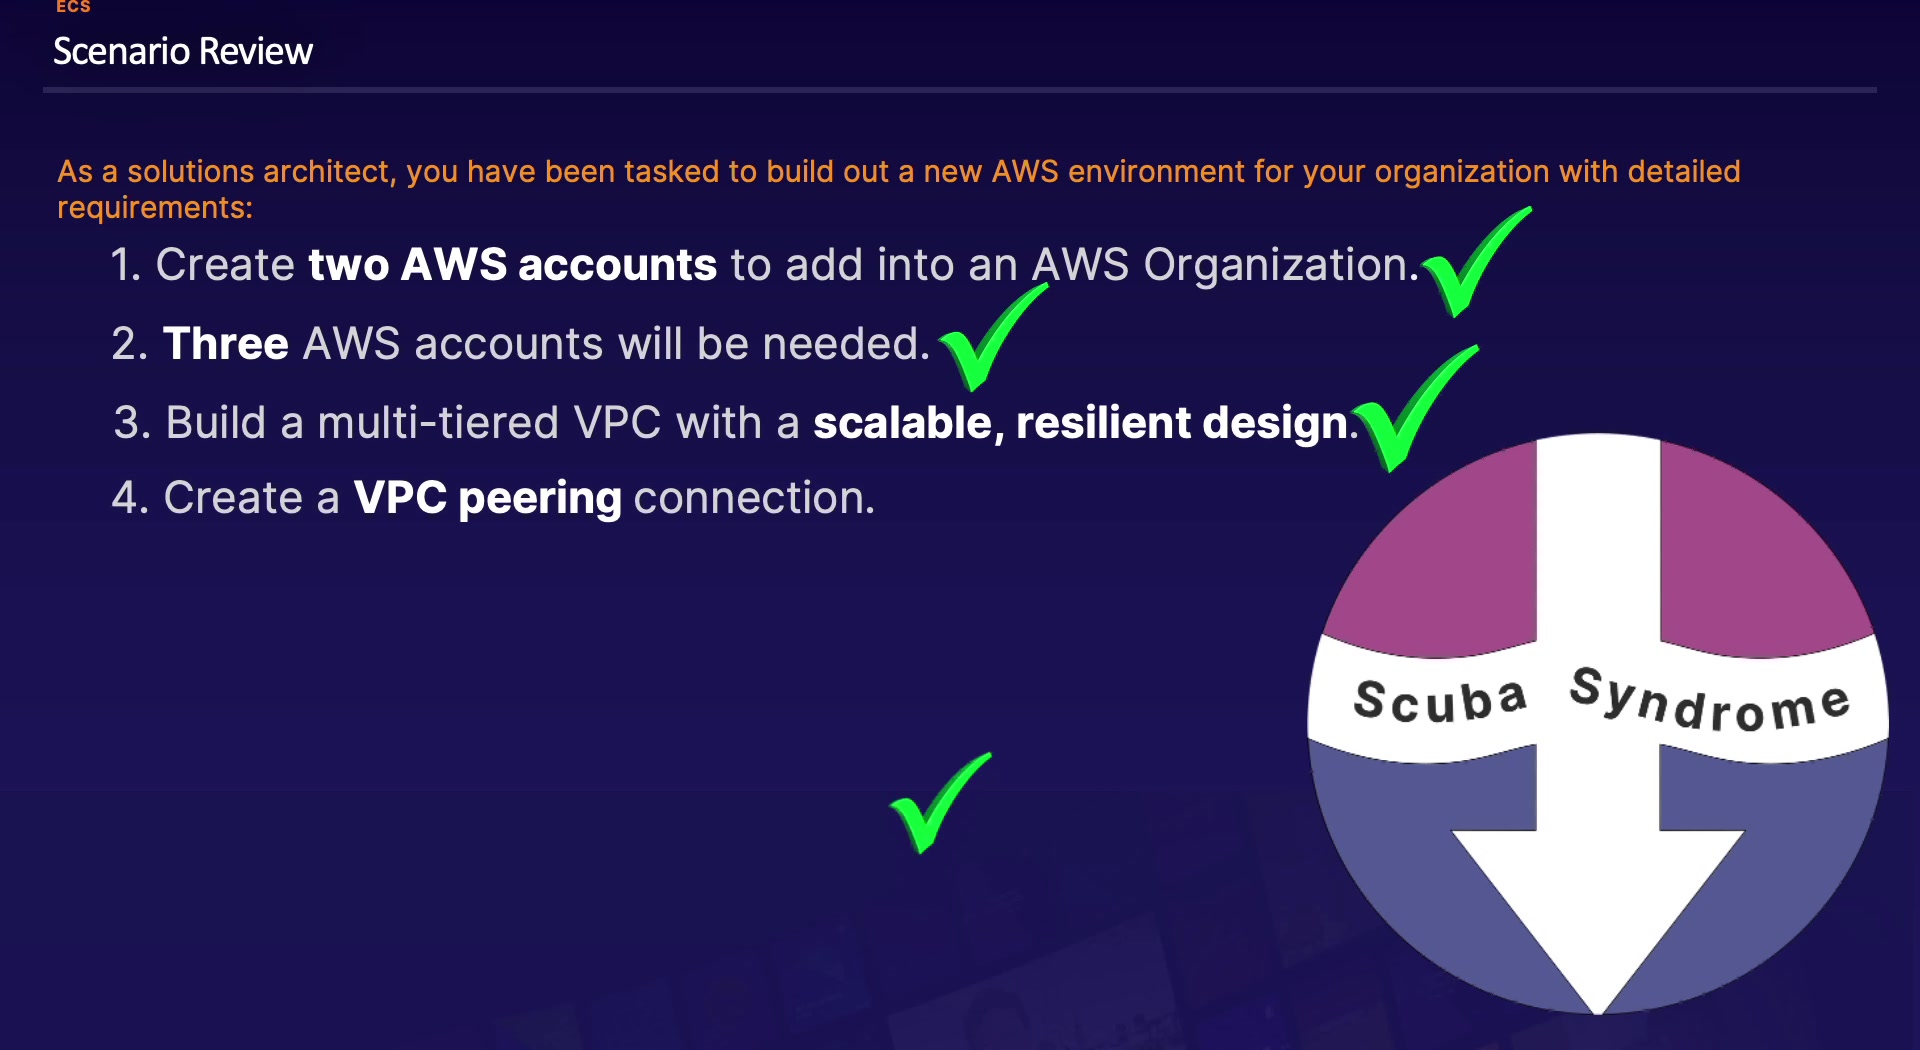 ECS
Scenario Review
As a solutions architect, you have been tasked to build out a new AWS environment for your organization with detailed
requirements:
1. Create two AWS accounts to add into an AWS Organization.
2. Three AWS accounts will be needed.
3. Build a multi-tiered VPC with a scalable, resilient design.
4. Create a VPC peering connection.
Scuba Syndrome